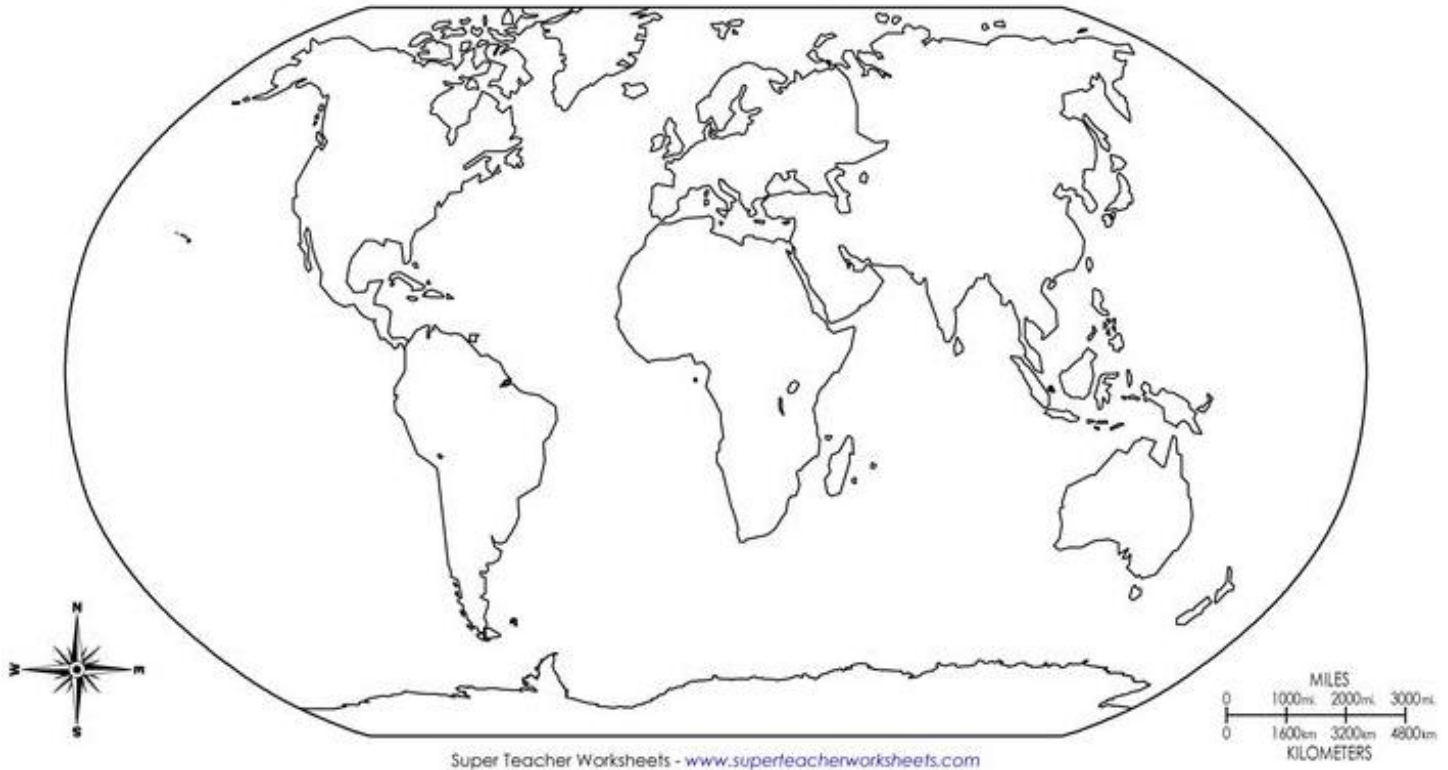 N
W E
S
MILES
0 1000mi. 2000mi. 3000mi.
0 1600km 3200km 4800km
KILOMETERS
Super Teacher Worksheets - www.superteacherworksheets.com